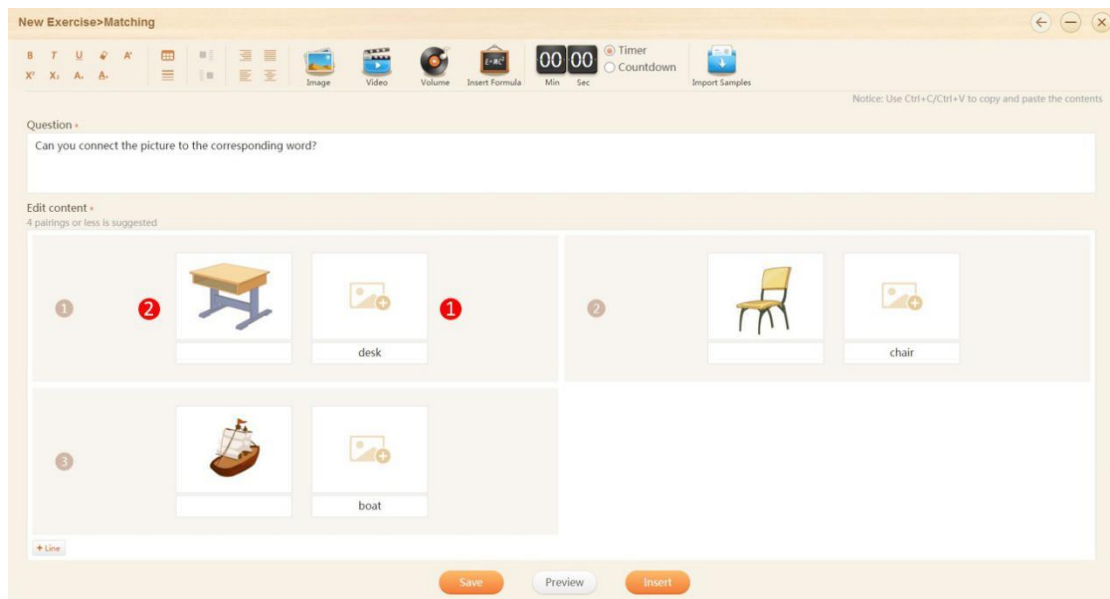 New Exercise>Matching
B T U A⁺
X² X₂ A. A.
Image Video Volume Insert Formula
E=MC²
00 00
Min Sec
Timer
Countdown
Import Samples
Notice: Use Ctrl+C/Ctrl+V to copy and paste the contents
Question *
Can you connect the picture to the corresponding word?
Edit content *
4 pairings or less is suggested
1 2 1 2
desk chair
3
boat
+ Line
Save Preview Insert